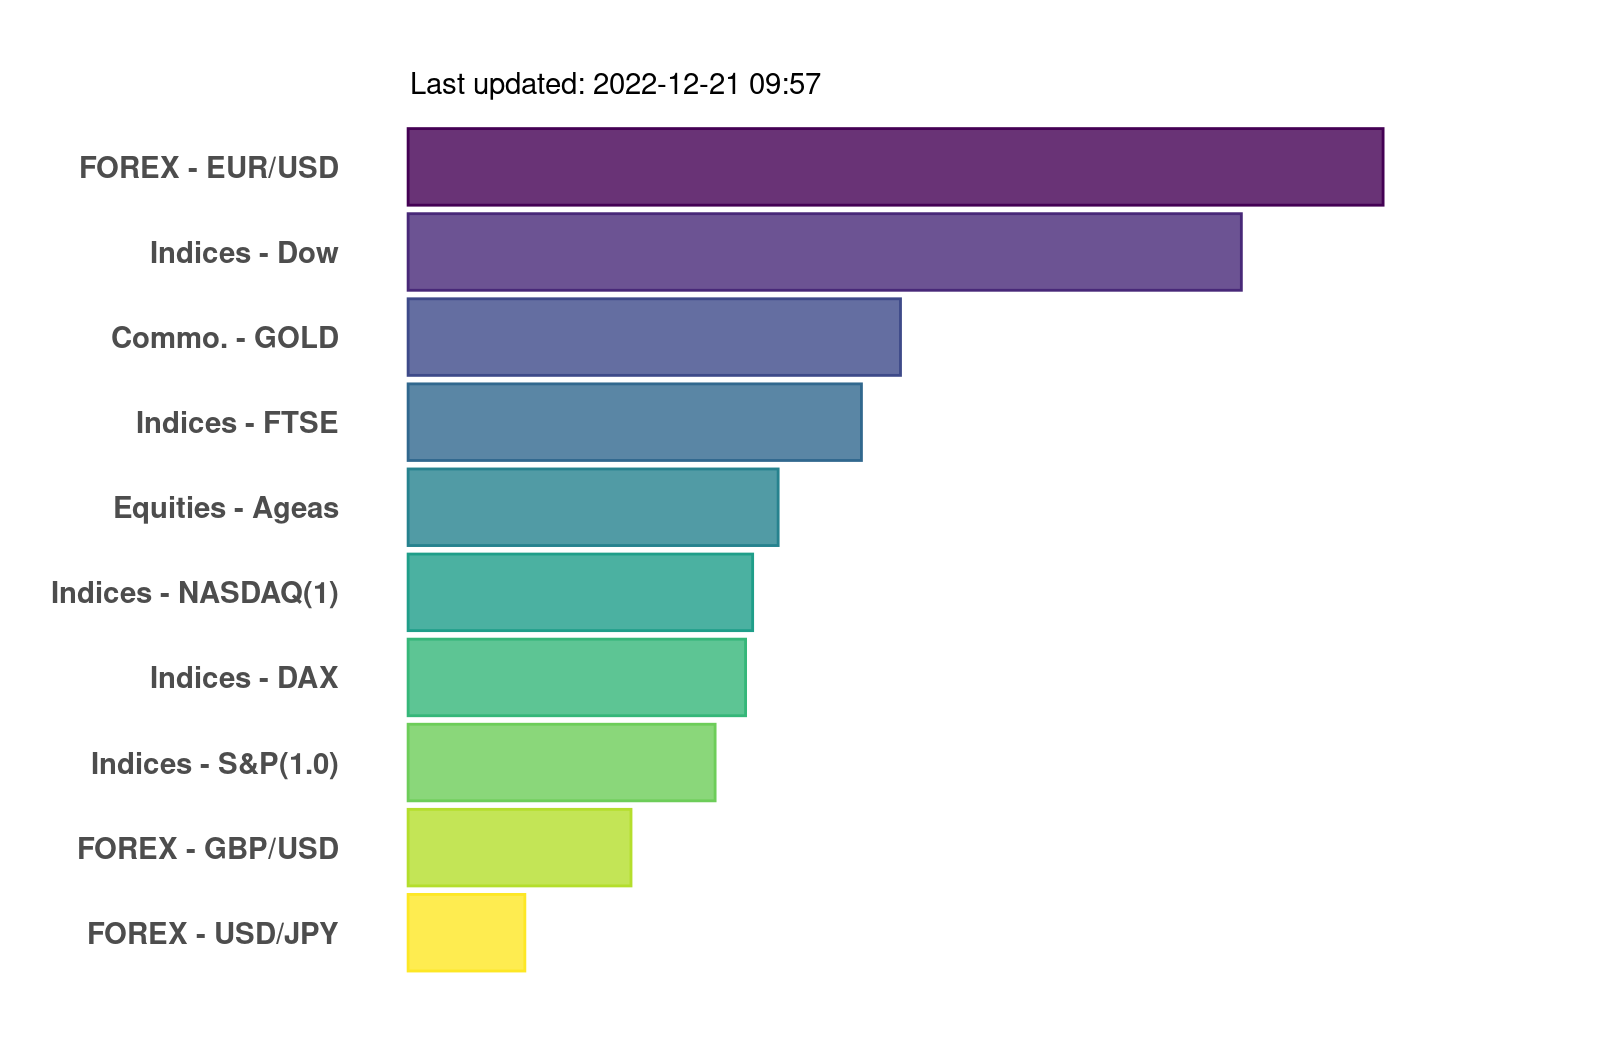 Last updated: 2022-12-21 09:57
FOREX - EUR/USD
Indices - Dow
Commo. - GOLD
Indices - FTSE
Equities - Ageas
Indices - NASDAQ(1)
Indices - DAX
Indices - S&P(1.0)
FOREX - GBP/USD
FOREX - USD/JPY